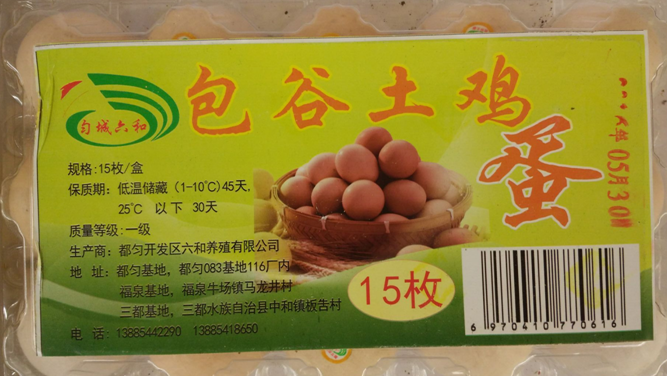 匀城六和
包谷土鸡
蛋
规格:15枚/盒
保质期: 低温储藏 (1-10℃) 45天,
25℃ 以下 30天
质量等级:一级
生产商: 都匀开发区六和养殖有限公司
地 址: 都匀基地, 都匀083基地116厂内
福泉基地, 福泉牛场镇马龙井村
三都基地, 三都水族自治县中和镇板告村
电 话: 13885442290 13885418650
15枚
05月30
6 970410 770616